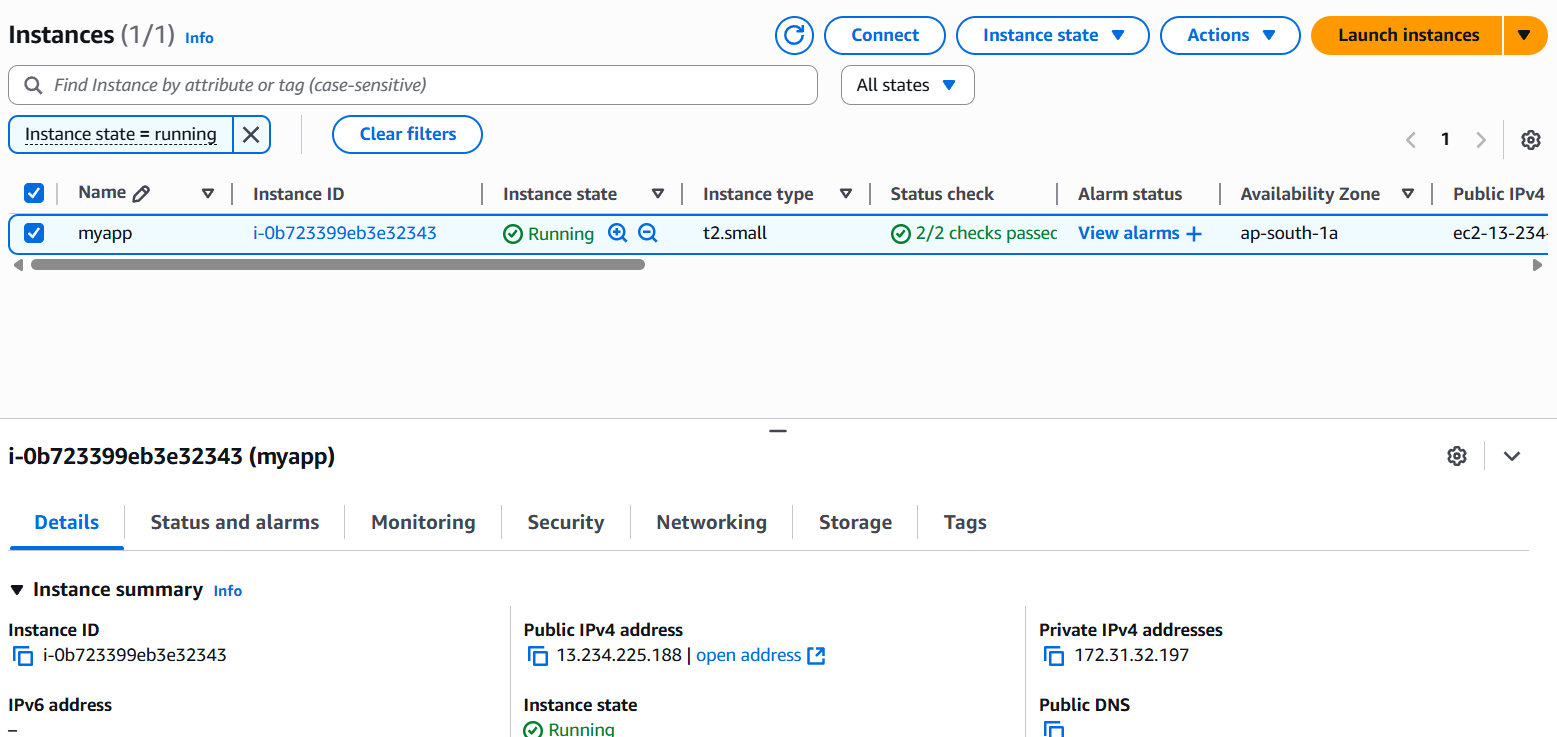 Instances (1/1) Info Connect Instance state Actions Launch instances
Find Instance by attribute or tag (case-sensitive) All states
Instance state = running Clear filters 1
Name Instance ID Instance state Instance type Status check Alarm status Availability Zone Public IPv4
myapp i-0b723399eb3e32343 Running t2.small 2/2 checks passec View alarms + ap-south-1a ec2-13-234-
i-0b723399eb3e32343 (myapp)
Details Status and alarms Monitoring Security Networking Storage Tags
Instance summary Info
Instance ID Public IPv4 address Private IPv4 addresses
i-0b723399eb3e32343 13.234.225.188 | open address 172.31.32.197
IPv6 address Instance state Public DNS
– Running